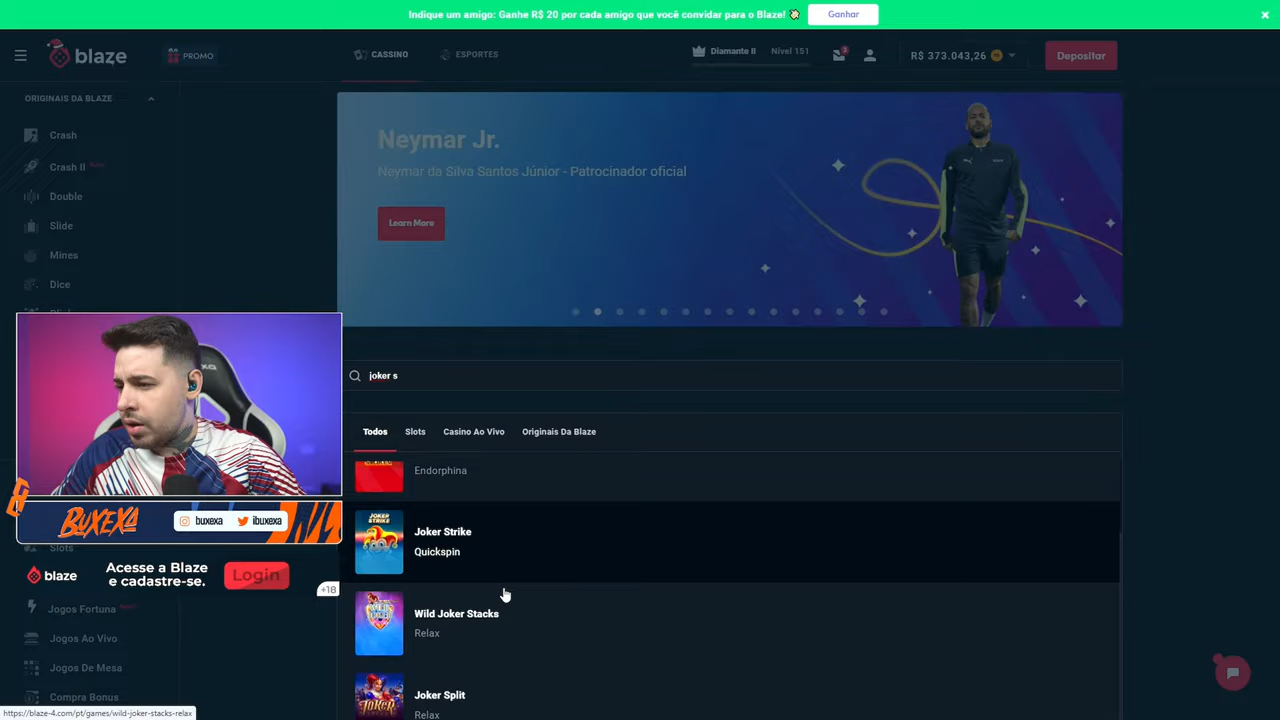 Indique um amigo: Ganhe R$ 20 por cada amigo que você convidar para o Blaze!
Ganhar
blaze
PROMO
CASSINO
ESPORTES
Diamante II
Nível 151
3
R$ 373.043,26
R$
Depositar
ORIGINAIS DA BLAZE
Crash
Crash II
Double
Slide
Mines
Dice
Neymar Jr.
Neymar da Silva Santos Júnior - Patrocinador oficial
Learn More
joker s
Todos
Slots
Casino Ao Vivo
Originais Da Blaze
Endorphina
Joker Strike
Quickspin
Wild Joker Stacks
Relax
Joker Split
Relax
BUXEXA
buxexa
ibuxexa
Slots
blaze
Acesse a Blaze
e cadastre-se.
Login
+18
Jogos Fortuna
Jogos Ao Vivo
Jogos De Mesa
Compra Bonus
https://blaze-4.com/pt/games/wild-joker-stacks-relax